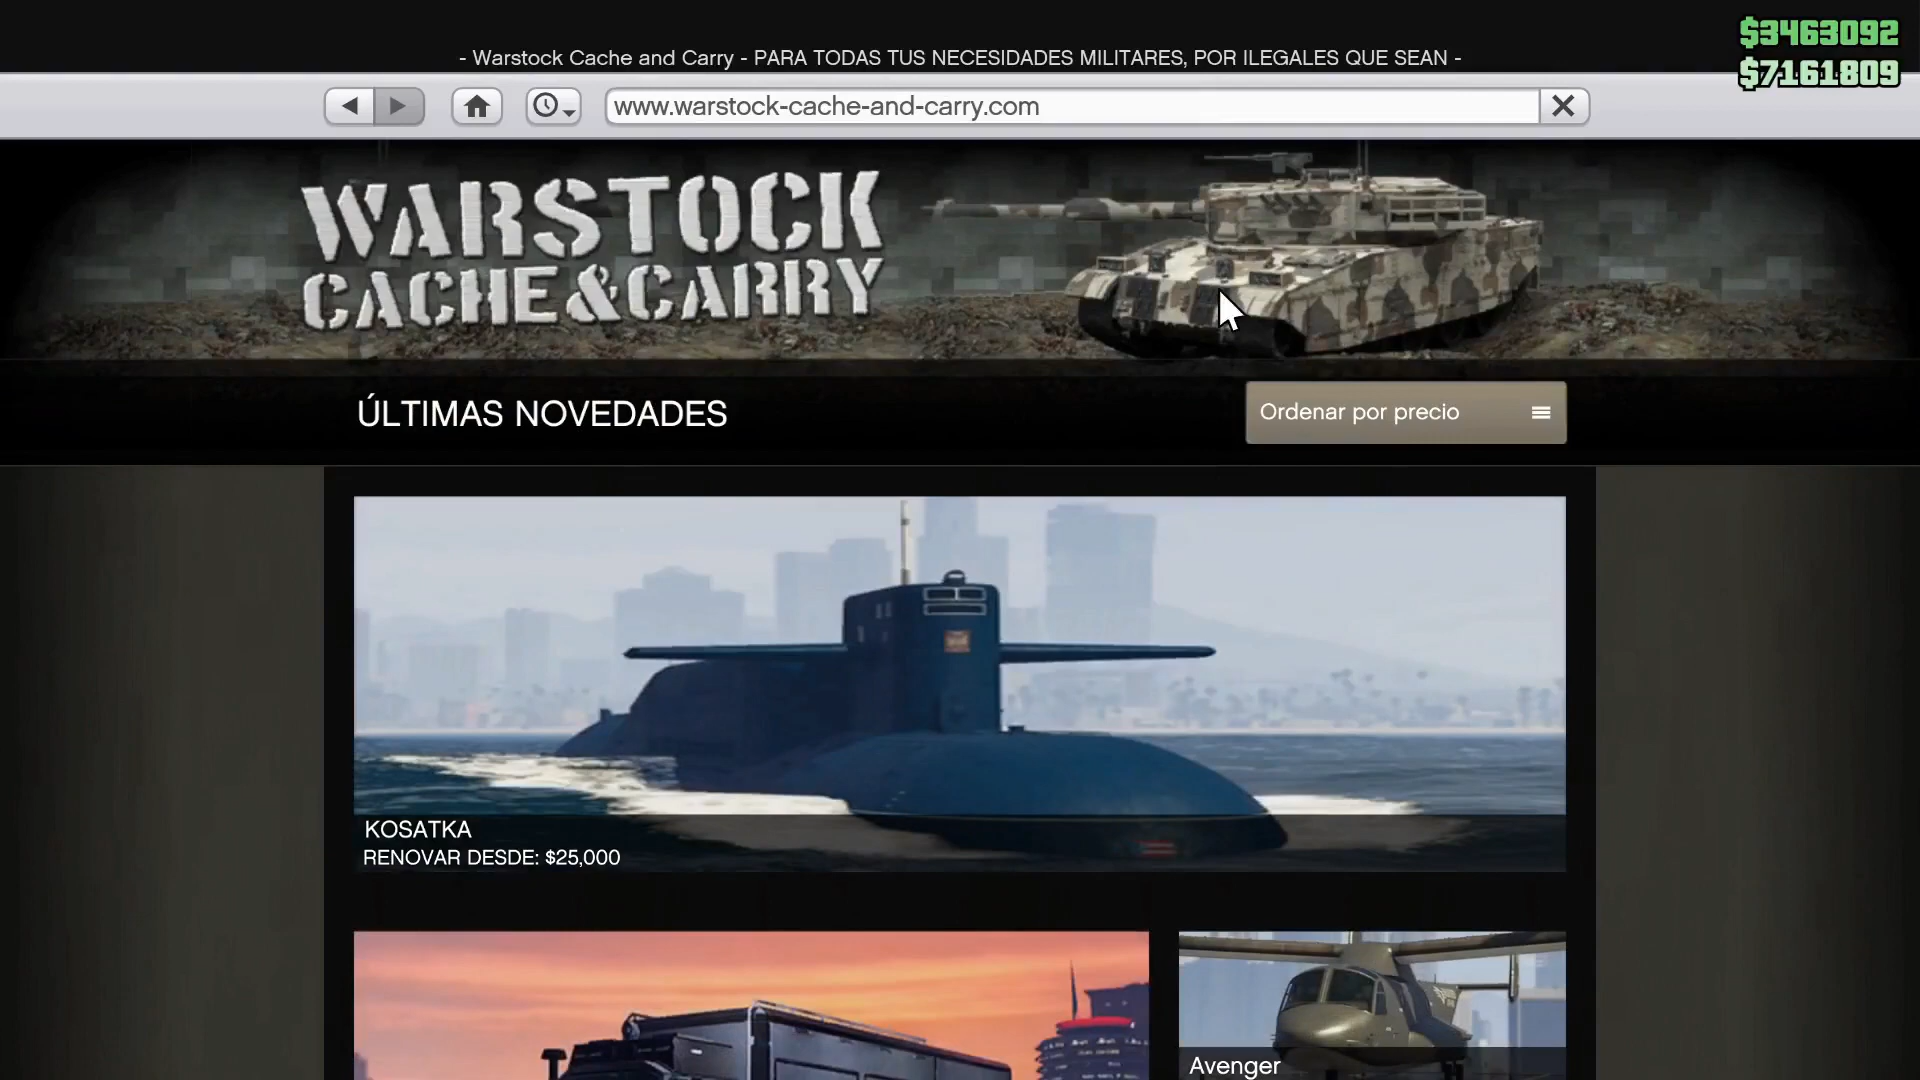 $3463092
$7161809
- Warstock Cache and Carry - PARA TODAS TUS NECESIDADES MILITARES, POR ILEGALES QUE SEAN -
www.warstock-cache-and-carry.com
WARSTOCK
CACHE&CARRY
ÚLTIMAS NOVEDADES
Ordenar por precio
KOSATKA
RENOVAR DESDE: $25,000
Avenger